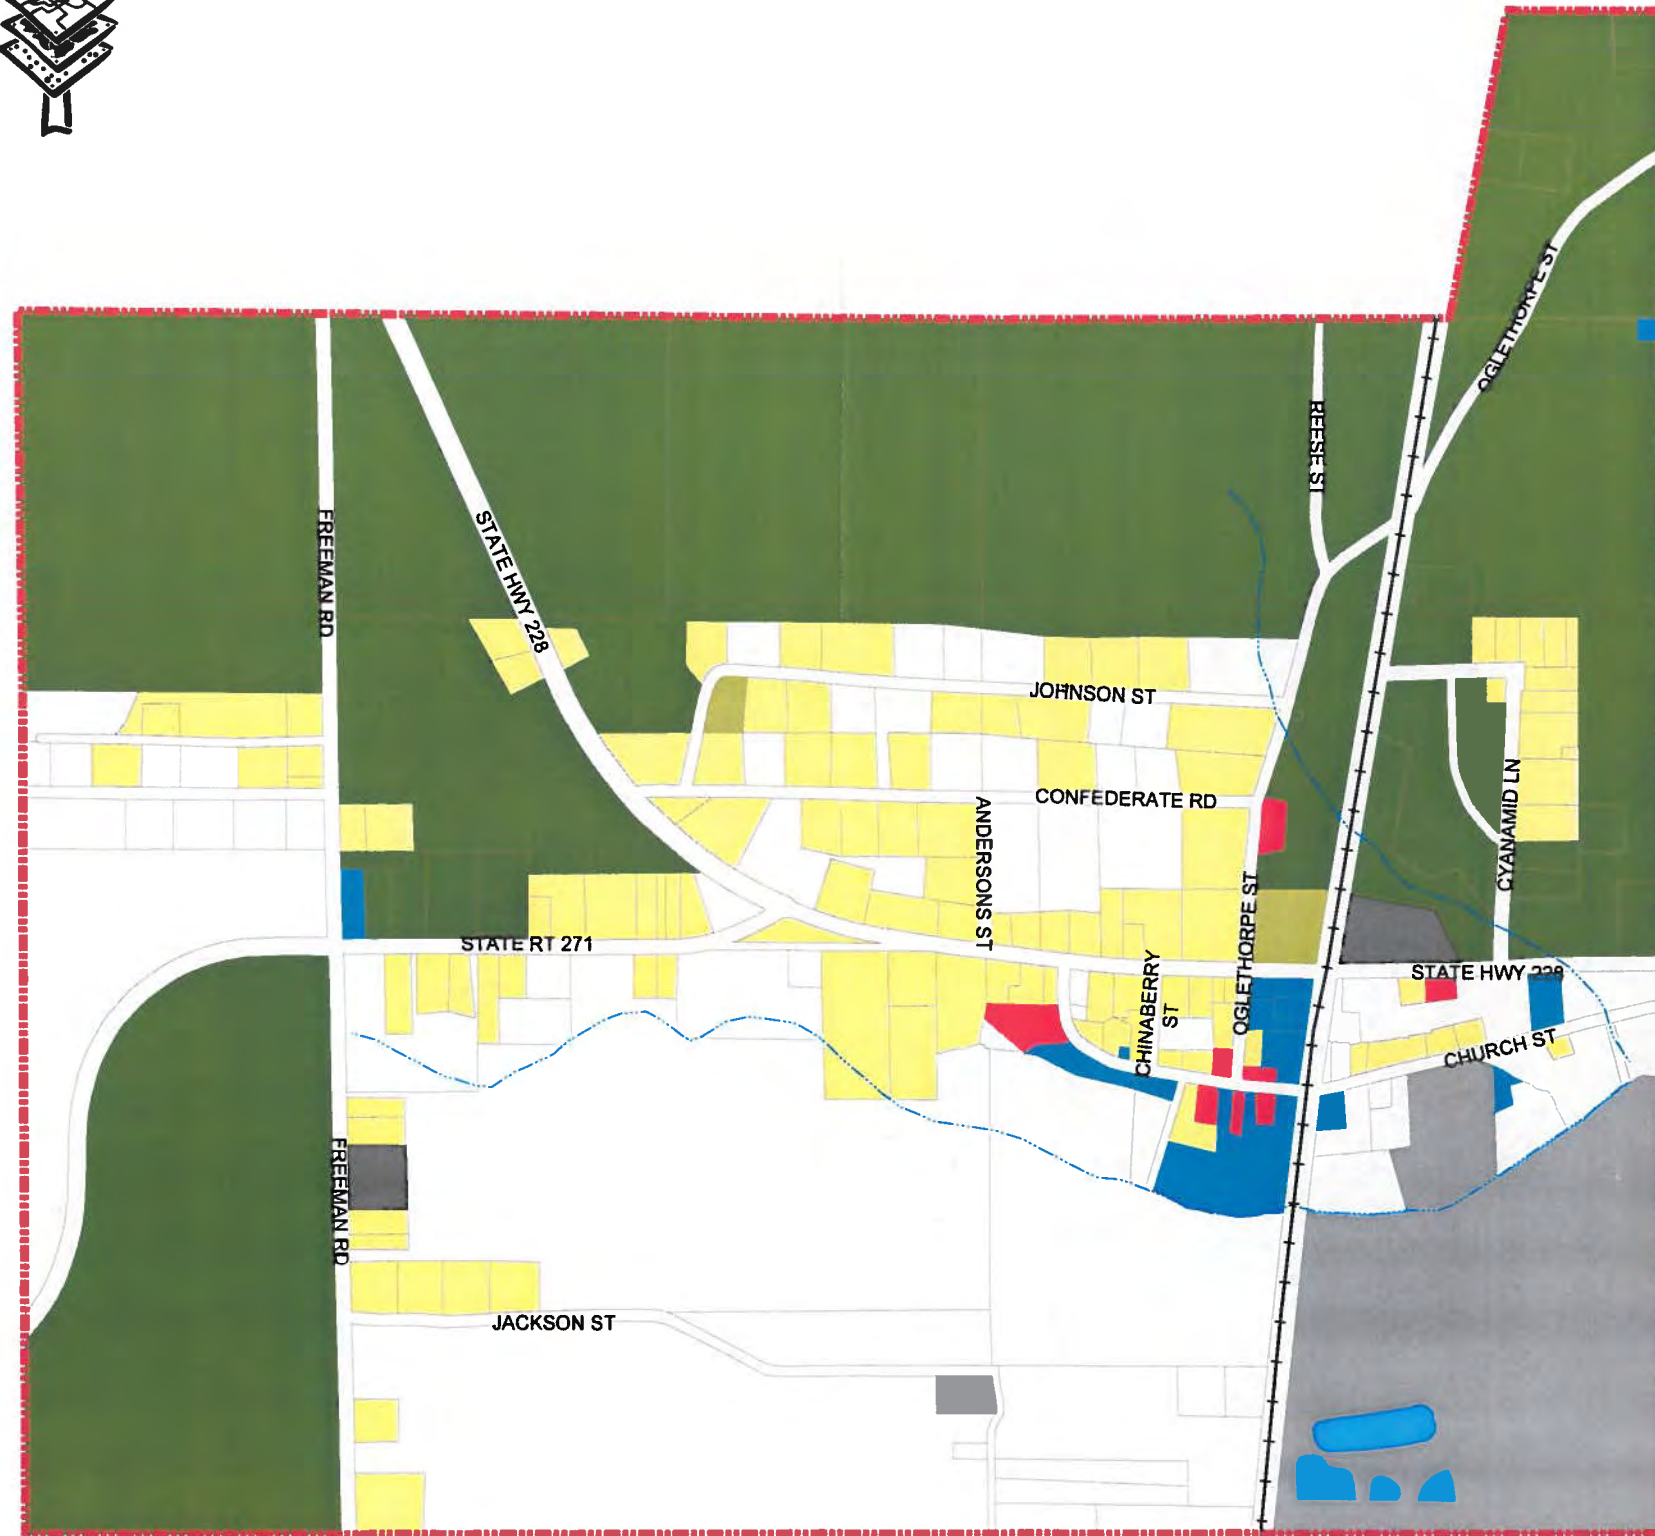 OGLETHORPE ST
REESE ST
FREEMAN RD
STATE HWY 228
JOHNSON ST
CONFEDERATE RD
ANDERSONS ST
CYANAMID LN
OGLETHORPE ST
STATE RT 271
CHINABERRY
ST
STATE HWY 228
CHURCH ST
FREEMAN RD
JACKSON ST